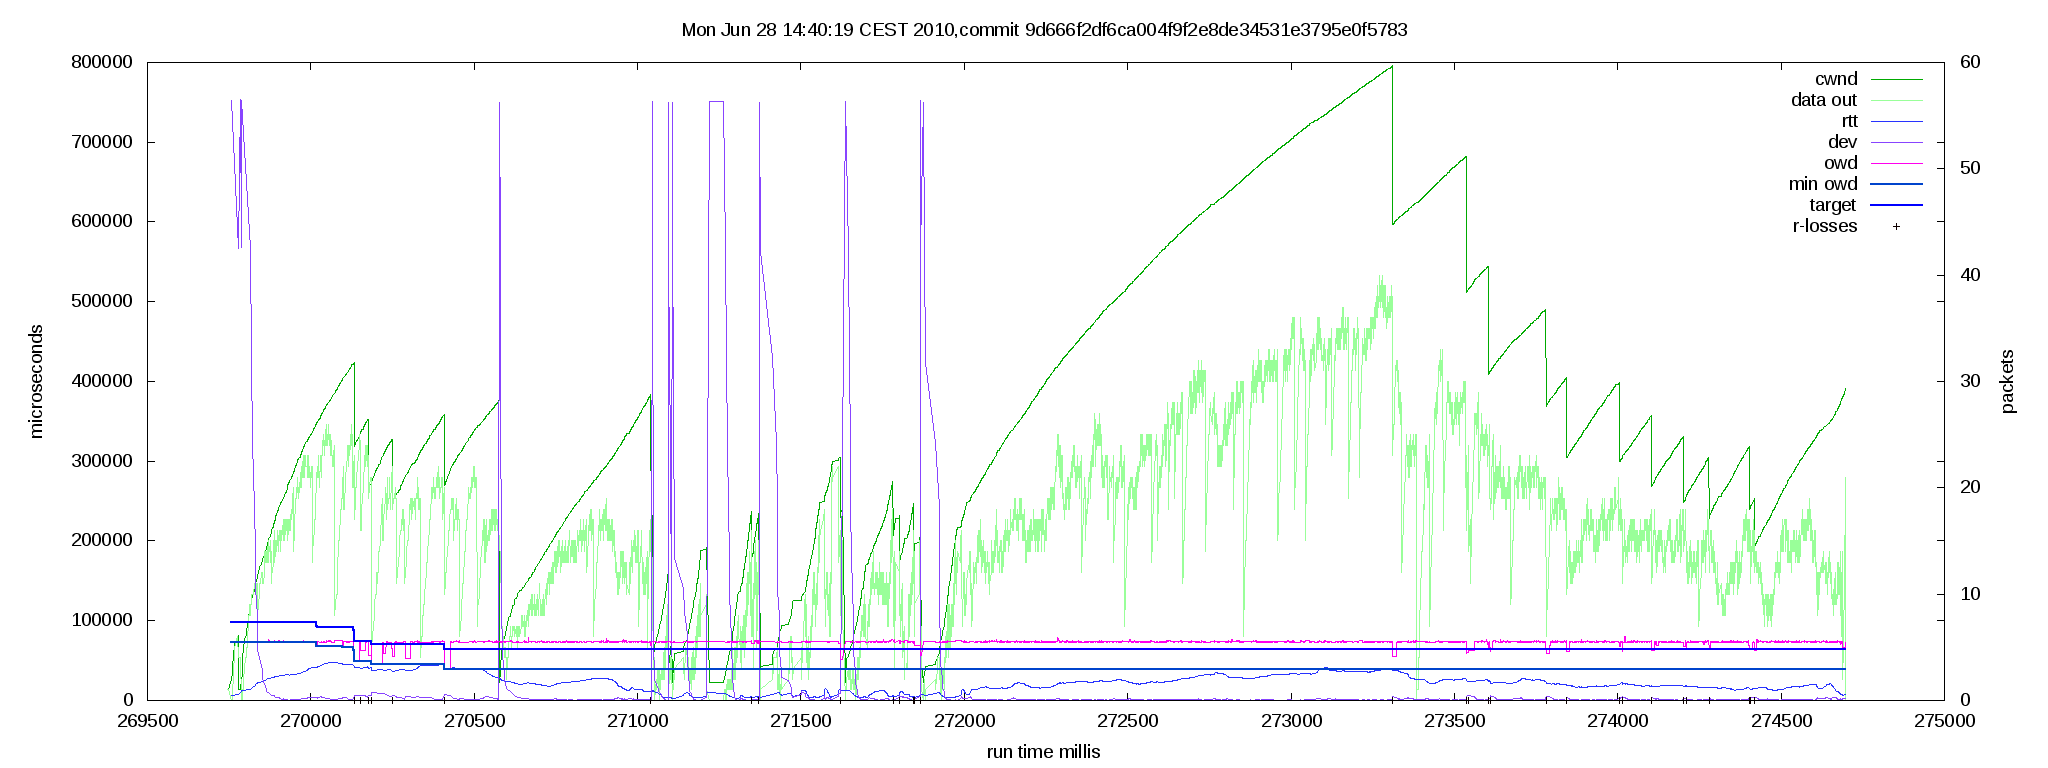 Mon Jun 28 14:40:19 CEST 2010,commit 9d666f2df6ca004f9f2e8de34531e3795e0f5783
800000
700000
600000
500000
400000
300000
200000
100000
0
microseconds
60
50
40
30
20
10
0
packets
cwnd
data out
rtt
dev
owd
min owd
target
r-losses
269500 270000 270500 271000 271500 272000 272500 273000 273500 274000 274500 275000
run time millis